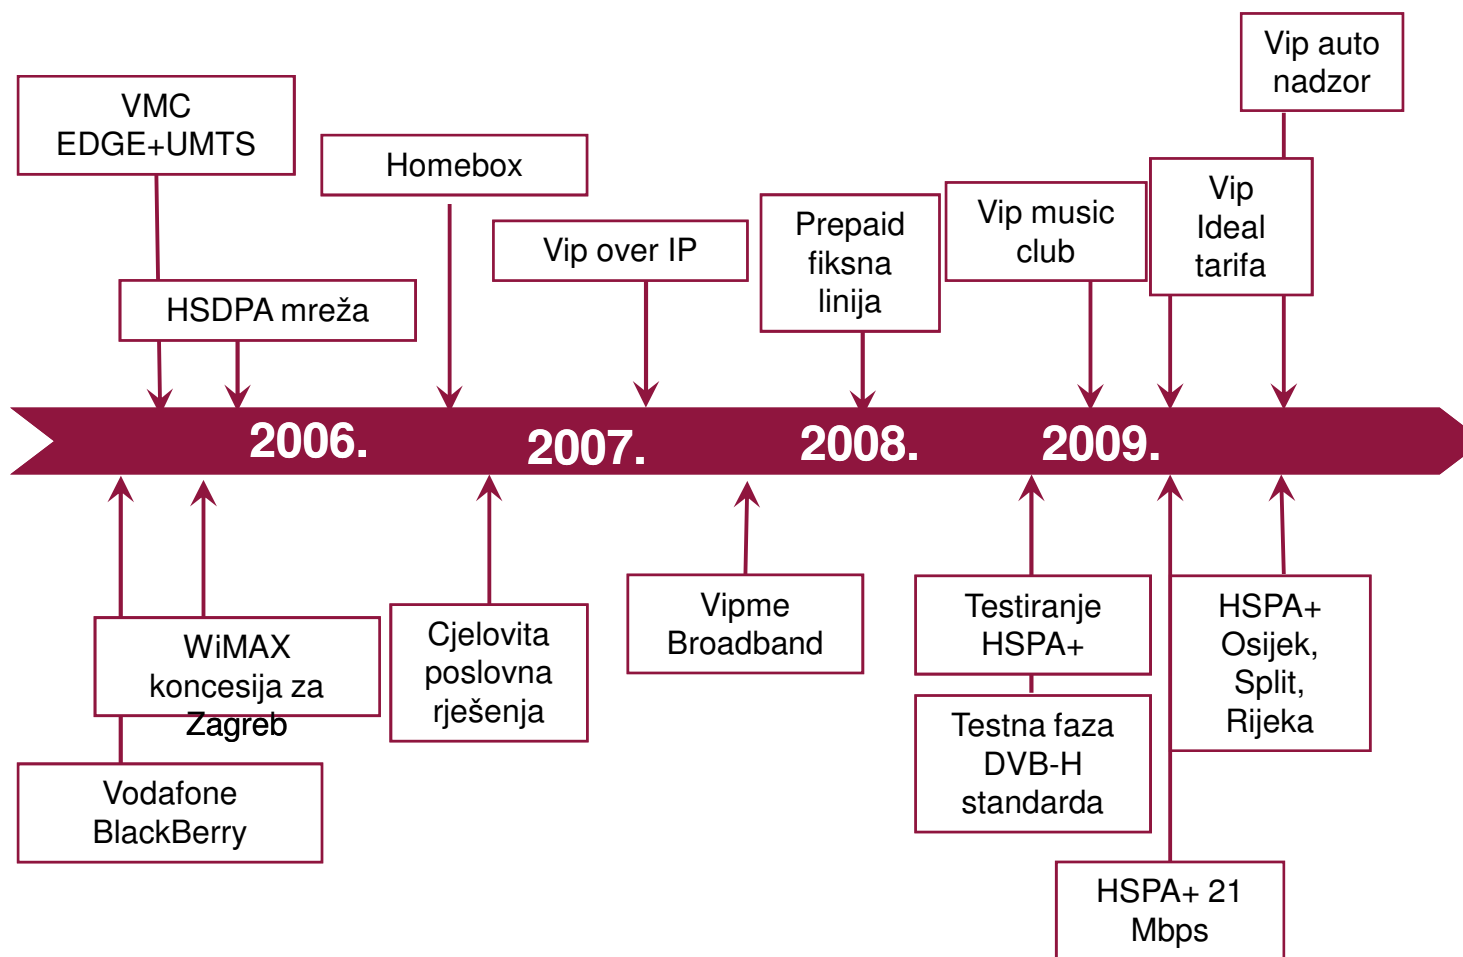 Vip auto
nadzor
VMC
EDGE+UMTS
Homebox
Vip
Ideal
tarifa
Vip music
club
Prepaid
fiksna
linija
Vip over IP
HSDPA mreža
2006.
2007.
2008.
2009.
Vipme
Broadband
Testiranje
HSPA+
HSPA+
Osijek,
Split,
Rijeka
Cjelovita
poslovna
rješenja
WiMAX
koncesija za
Zagreb
Testna faza
DVB-H
standarda
Vodafone
BlackBerry
HSPA+ 21
Mbps